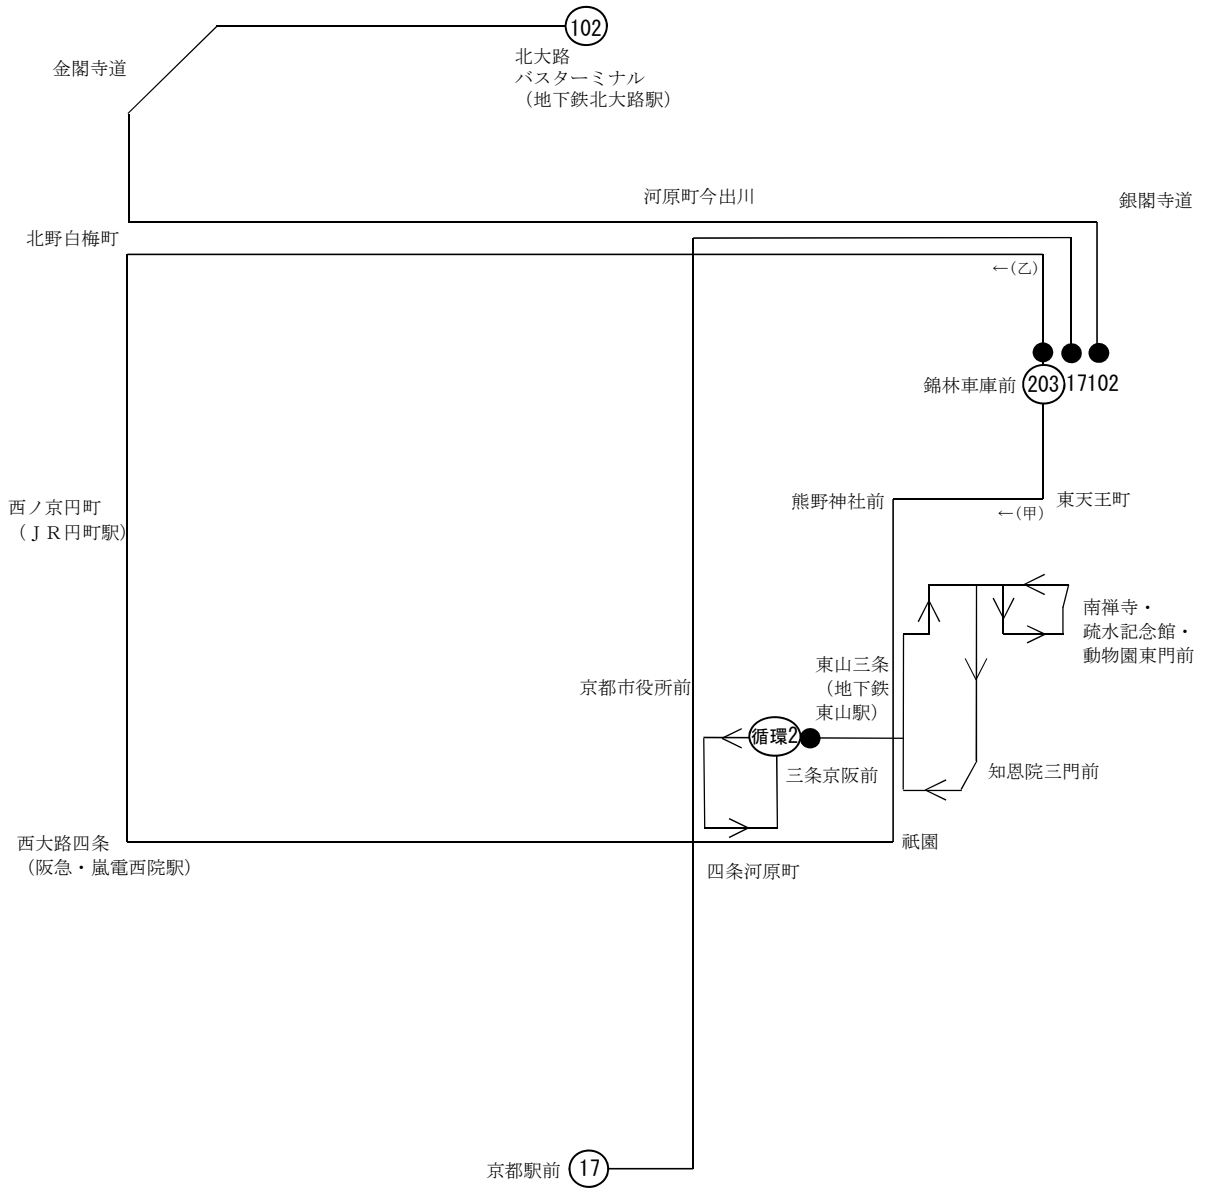 102
北大路
バスターミナル
（地下鉄北大路駅）
金閣寺道
河原町今出川
銀閣寺道
北野白梅町
←(乙)
錦林車庫前
203
17
102
熊野神社前
東天王町
←(甲)
西ノ京円町
（ＪＲ円町駅）
南禅寺・
疏水記念館・
動物園東門前
東山三条
（地下鉄
東山駅）
京都市役所前
循環2
三条京阪前
知恩院三門前
西大路四条
（阪急・嵐電西院駅）
祇園
四条河原町
京都駅前
17